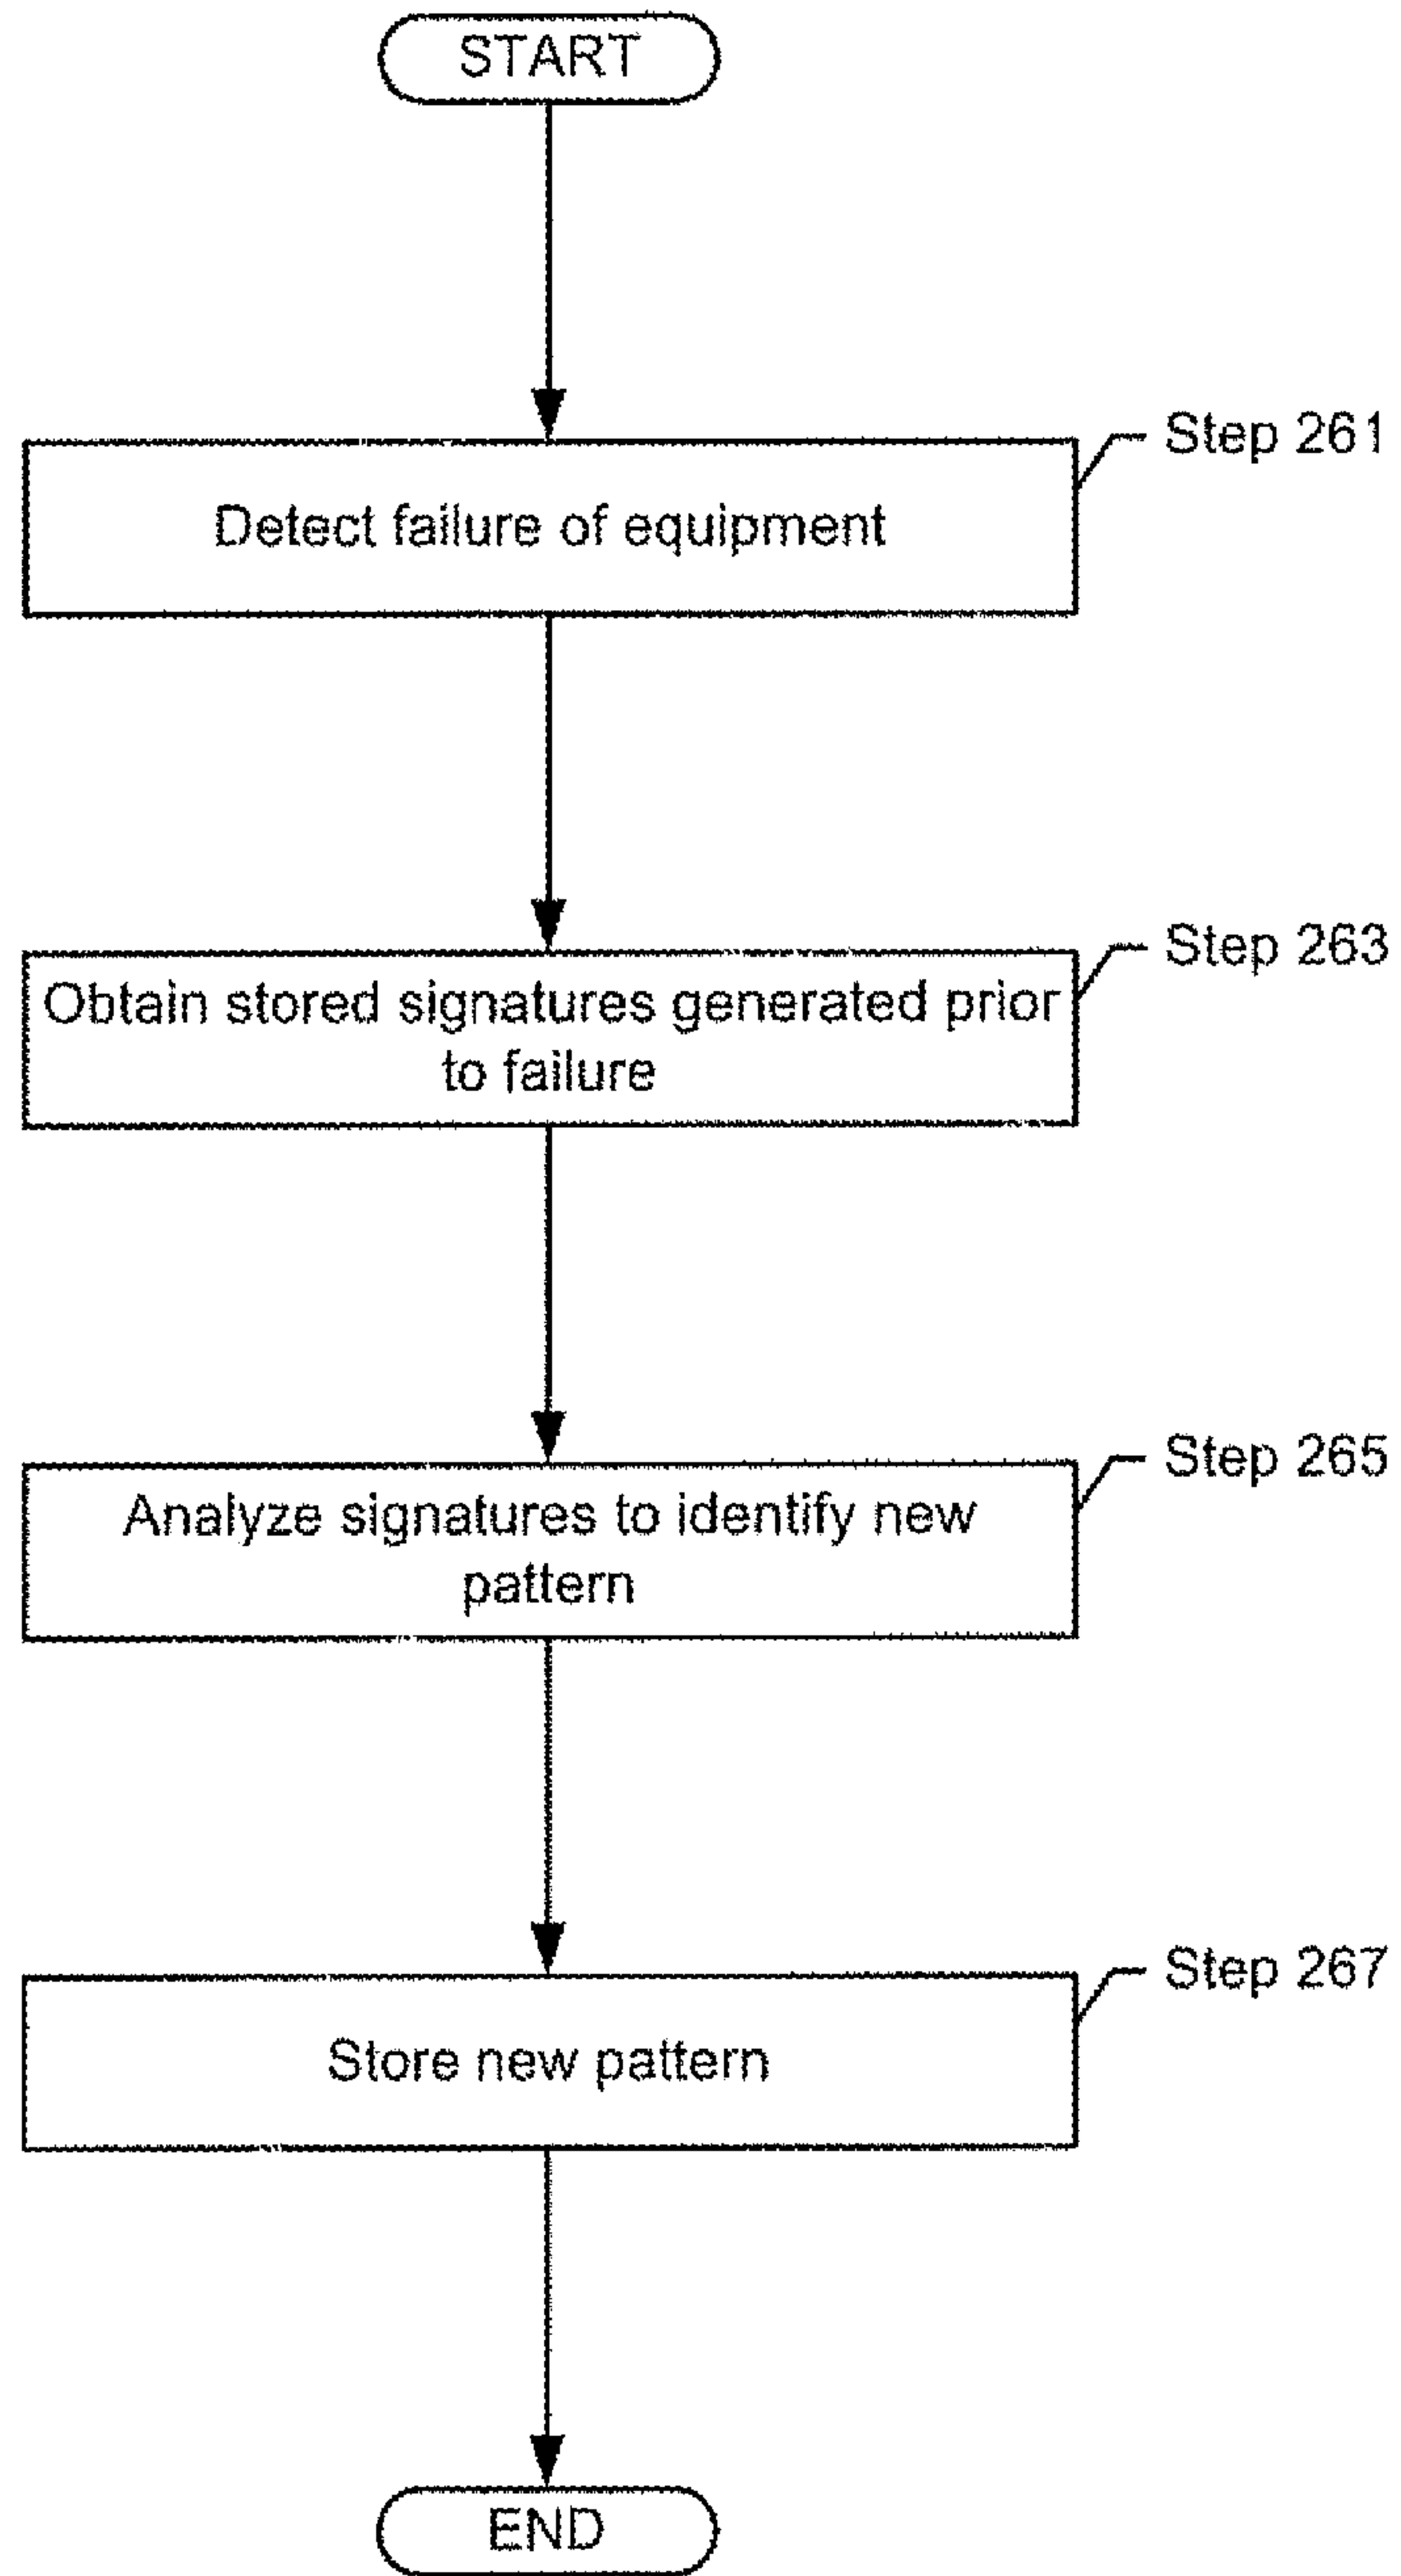 START
Step 261
Detect failure of equipment
Step 263
Obtain stored signatures generated prior
to failure
Step 265
Analyze signatures to identify new
pattern
Step 267
Store new pattern
END